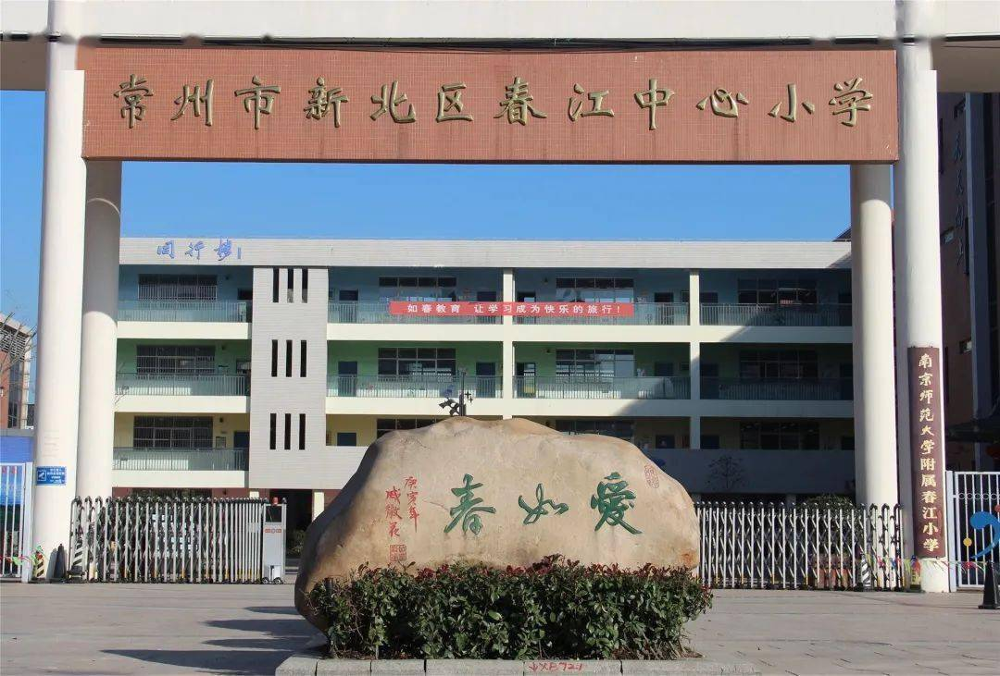 常州市新北区春江中心小学
同行楼
如春教育 让学习成为快乐的旅行！
南京师范大学附属春江小学
爱如春
庚寅年
戚微花